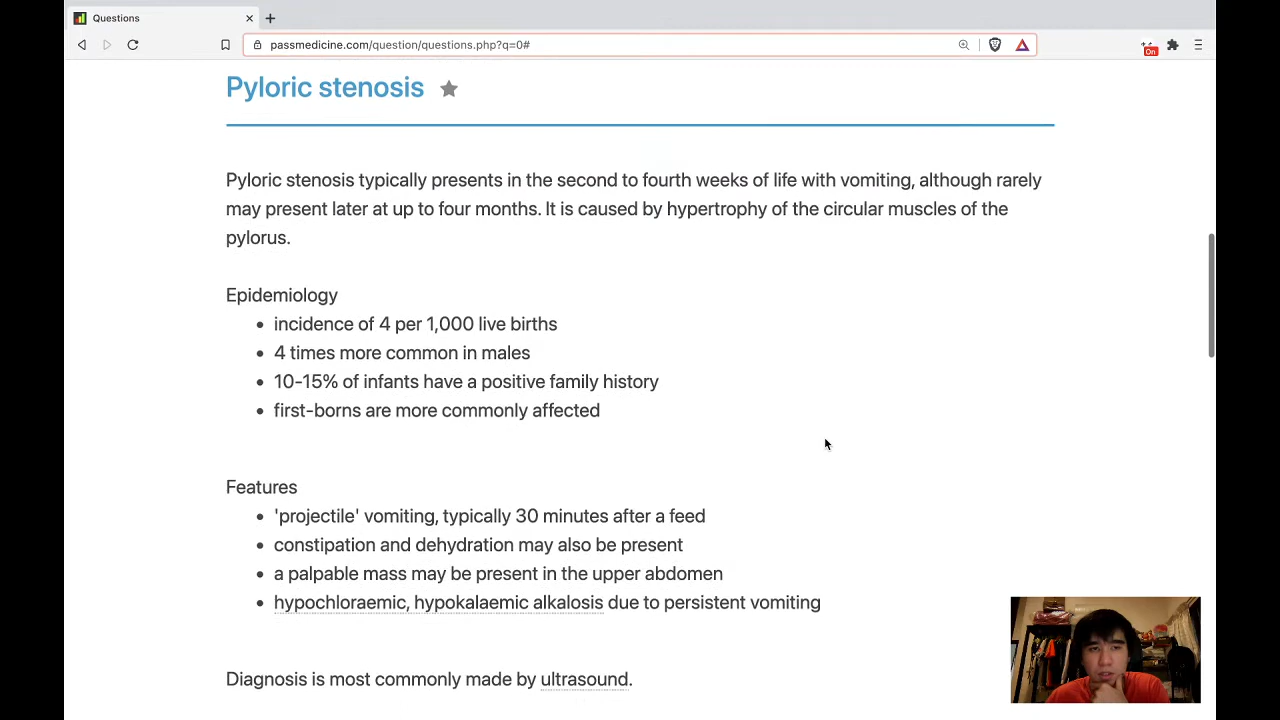 Questions
passmedicine.com/question/questions.php?q=0#
On
Pyloric stenosis
Pyloric stenosis typically presents in the second to fourth weeks of life with vomiting, although rarely
may present later at up to four months. It is caused by hypertrophy of the circular muscles of the
pylorus.
Epidemiology
• incidence of 4 per 1,000 live births
• 4 times more common in males
• 10-15% of infants have a positive family history
• first-borns are more commonly affected
Features
• 'projectile' vomiting, typically 30 minutes after a feed
• constipation and dehydration may also be present
• a palpable mass may be present in the upper abdomen
• hypochloraemic, hypokalaemic alkalosis due to persistent vomiting
Diagnosis is most commonly made by ultrasound.